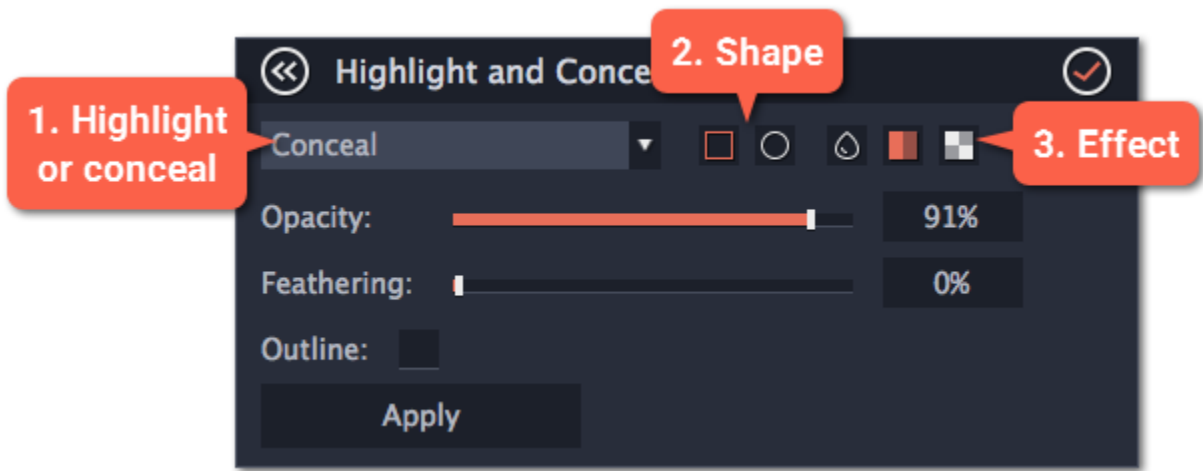 2. Shape
Highlight and Conce
1. Highlight
or conceal
Conceal
3. Effect
Opacity:
91%
Feathering:
0%
Outline:
Apply